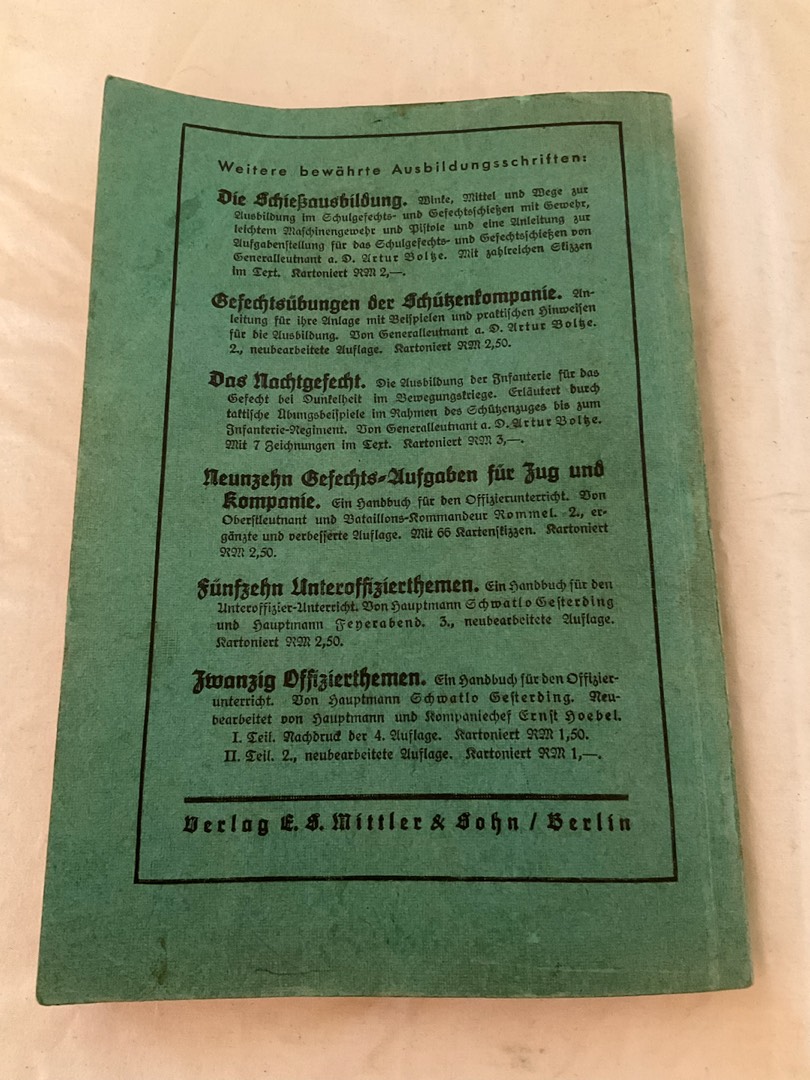 Weitere bewährte Ausbildungsschriften:
Die Schießausbildung. Winke, Mittel und Wege zur
Ausbildung im Schulgefechts- und Gefechtsschießen mit Gewehr,
leichtem Maschinengewehr und Pistole und eine Anleitung zur
Aufgabenstellung für das Schulgefechts- und Gefechtsschießen von
Generalleutnant a. D. Artur Boltze. Mit zahlreichen Skizzen
im Text. Kartoniert RM 2,—.
Gefechtsübungen der Schützenkompanie. An-
leitung für ihre Anlage mit Beispielen und praktischen Hinweisen
für die Ausbildung. Von Generalleutnant a. D. Artur Boltze.
2., neubearbeitete Auflage. Kartoniert RM 2,50.
Das Nachtgefecht. Die Ausbildung der Infanterie für das
Gefecht bei Dunkelheit im Bewegungskriege. Erläutert durch
taktische Übungsbeispiele im Rahmen des Schützenzuges bis zum
Infanterie-Regiment. Von Generalleutnant a. D. Artur Boltze.
Mit 7 Zeichnungen im Text. Kartoniert RM 3,—.
Neunzehn Gefechts-Aufgaben für Zug und
Kompanie. Ein Handbuch für den Offizierunterricht. Von
Oberstleutnant und Bataillons-Kommandeur Rommel. 2., er-
gänzte und verbesserte Auflage. Mit 66 Kartenskizzen. Kartoniert
RM 2,50.
Fünfzehn Unteroffizierthemen. Ein Handbuch für den
Unteroffizier-Unterricht. Von Hauptmann Schwatlo Gesterding
und Hauptmann Feyerabend. 3., neubearbeitete Auflage.
Kartoniert RM 2,50.
Zwanzig Offizierthemen. Ein Handbuch für den Offizier-
unterricht. Von Hauptmann Schwatlo Gesterding. Neu-
bearbeitet von Hauptmann und Kompaniechef Ernst Hoebel.
I. Teil. Nachdruck der 4. Auflage. Kartoniert RM 1,50.
II. Teil. 2., neubearbeitete Auflage. Kartoniert RM 1,—.
Verlag E. S. Mittler & Sohn / Berlin